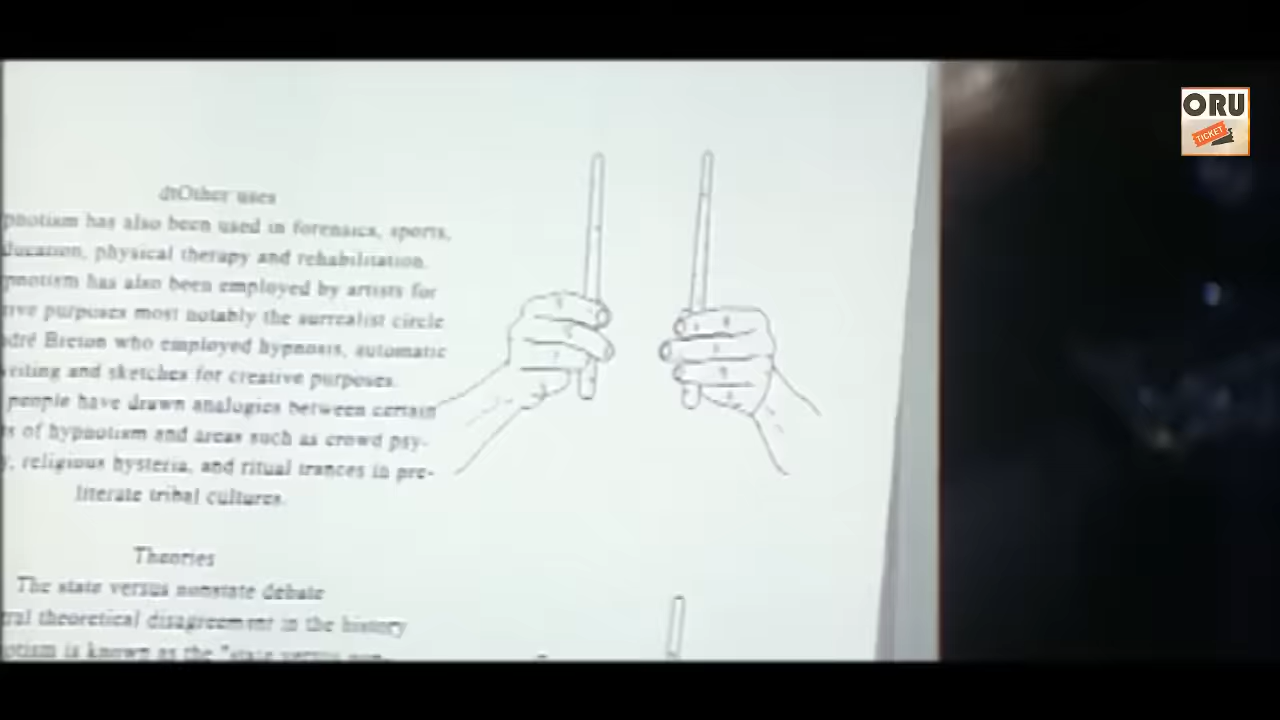 dtOther uses
pnotism has also been used in forensics, sports,
ducation, physical therapy and rehabilitation.
pnotism has also been employed by artists for
tive purposes most notably the surrealist circle
dré Breton who employed hypnosis, automatic
writing and sketches for creative purposes.
people have drawn analogies between certain
ts of hypnotism and areas such as crowd psy-
y, religious hysteria, and ritual trances in pre-
literate tribal cultures.
Theories
The state versus nonstate debate
ral theoretical disagreement in the history
otism is known as the "state versus non-
ORU
TICKET